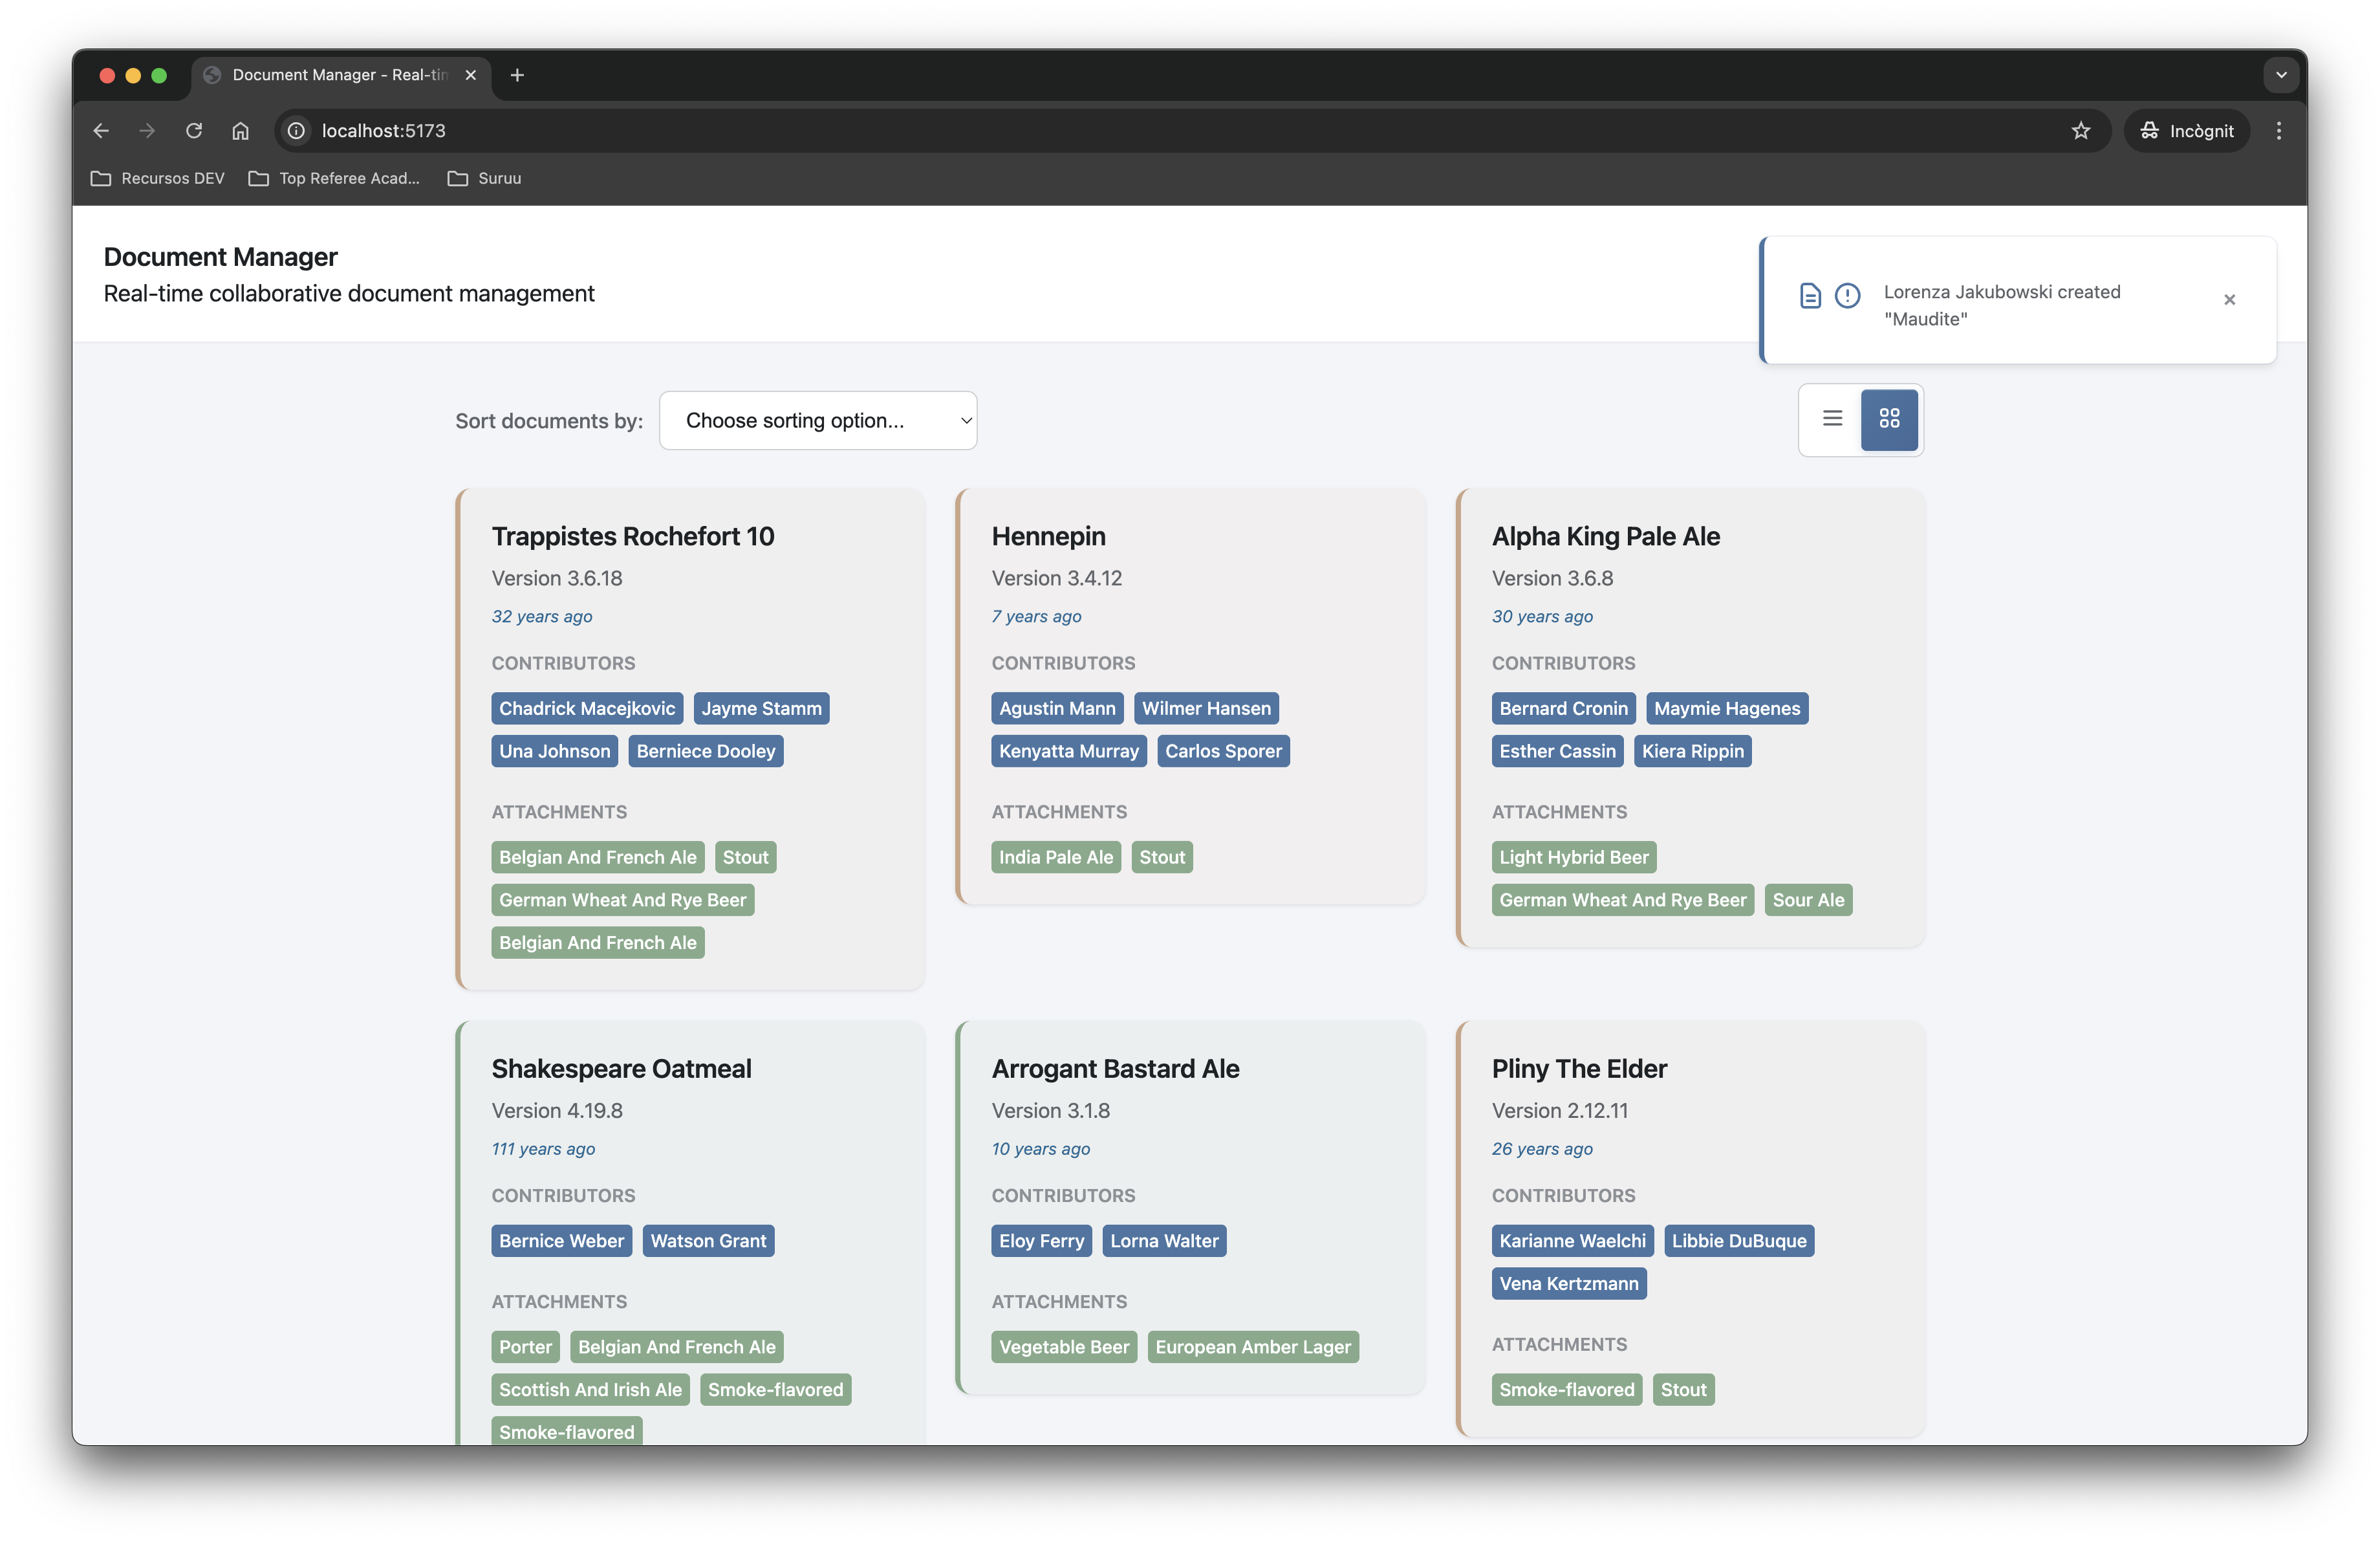 Document Manager - Real-tin
localhost:5173
Incògnit
Recursos DEV
Top Referee Acad...
Suruu
Document Manager
Real-time collaborative document management
Lorenza Jakubowski created
"Maudite"
Sort documents by:
Choose sorting option...
Trappistes Rochefort 10
Version 3.6.18
32 years ago
CONTRIBUTORS
Chadrick Macejkovic
Jayme Stamm
Una Johnson
Berniece Dooley
ATTACHMENTS
Belgian And French Ale
Stout
German Wheat And Rye Beer
Belgian And French Ale
Hennepin
Version 3.4.12
7 years ago
CONTRIBUTORS
Agustin Mann
Wilmer Hansen
Kenyatta Murray
Carlos Sporer
ATTACHMENTS
India Pale Ale
Stout
Alpha King Pale Ale
Version 3.6.8
30 years ago
CONTRIBUTORS
Bernard Cronin
Maymie Hagenes
Esther Cassin
Kiera Rippin
ATTACHMENTS
Light Hybrid Beer
German Wheat And Rye Beer
Sour Ale
Shakespeare Oatmeal
Version 4.19.8
111 years ago
CONTRIBUTORS
Bernice Weber
Watson Grant
ATTACHMENTS
Porter
Belgian And French Ale
Scottish And Irish Ale
Smoke-flavored
Smoke-flavored
Arrogant Bastard Ale
Version 3.1.8
10 years ago
CONTRIBUTORS
Eloy Ferry
Lorna Walter
ATTACHMENTS
Vegetable Beer
European Amber Lager
Pliny The Elder
Version 2.12.11
26 years ago
CONTRIBUTORS
Karianne Waelchi
Libbie DuBuque
Vena Kertzmann
ATTACHMENTS
Smoke-flavored
Stout